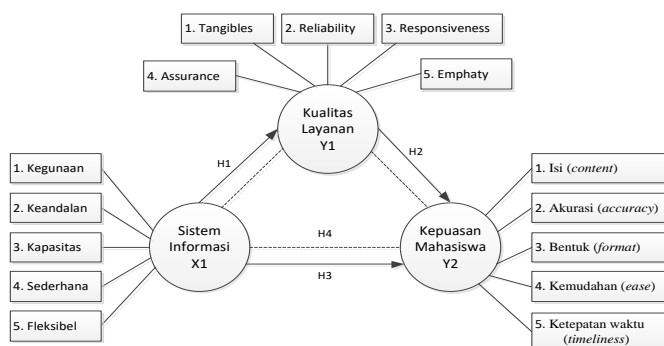 1. Tangibles
2. Reliability
3. Responsiveness
4. Assurance
5. Emphaty
Kualitas
Layanan
Y1
H1
H2
1. Kegunaan
2. Keandalan
3. Kapasitas
4. Sederhana
5. Fleksibel
Sistem
Informasi
X1
H4
H3
Kepuasan
Mahasiswa
Y2
1. Isi (content)
2. Akurasi (accuracy)
3. Bentuk (format)
4. Kemudahan (ease)
5. Ketepatan waktu
(timeliness)